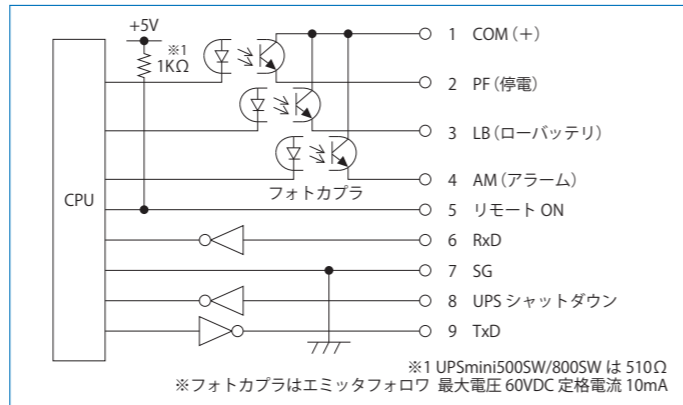 +5V
※1
1KΩ
CPU
フォトカプラ
1 COM(+)
2 PF(停電)
3 LB(ローバッテリ)
4 AM(アラーム)
5 リモート ON
6 RxD
7 SG
8 UPS シャットダウン
9 TxD
※1 UPSmini500SW/800SW は 510Ω
※フォトカプラはエミッタフォロワ 最大電圧 60VDC 定格電流 10mA